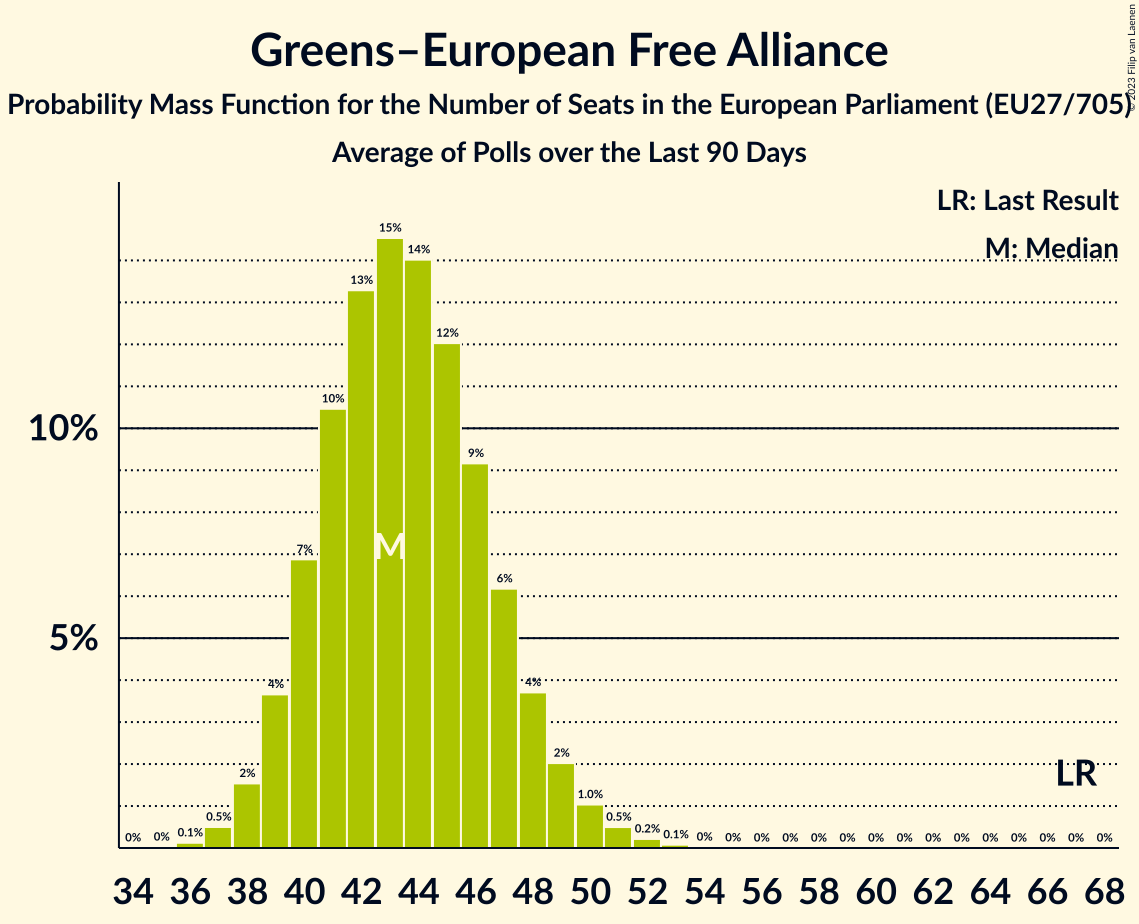 Greens–European Free Alliance
Probability Mass Function for the Number of Seats in the European Parliament (EU27/705)
Average of Polls over the Last 90 Days
© 2023 Filip van Laenen
LR: Last Result
M: Median
15%
14%
13%
12%
10%
10%
9%
7%
M
6%
5%
4%
4%
2%
2%
LR
1.0%
0.5%
0.5%
0% 0% 0.1% 0.2% 0.1% 0% 0% 0% 0% 0% 0% 0% 0% 0% 0% 0% 0% 0% 0% 0%
34 36 38 40 42 44 46 48 50 52 54 56 58 60 62 64 66 68